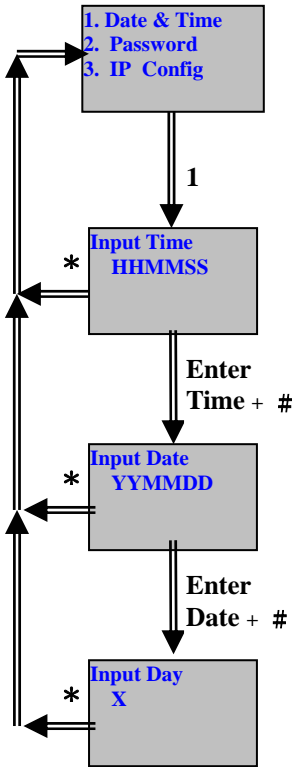 1. Date & Time
2. Password
3. IP Config
1
Input Time
HHMMSS
*
Enter
Time + #
Input Date
YYMMDD
*
Enter
Date + #
Input Day
X
*